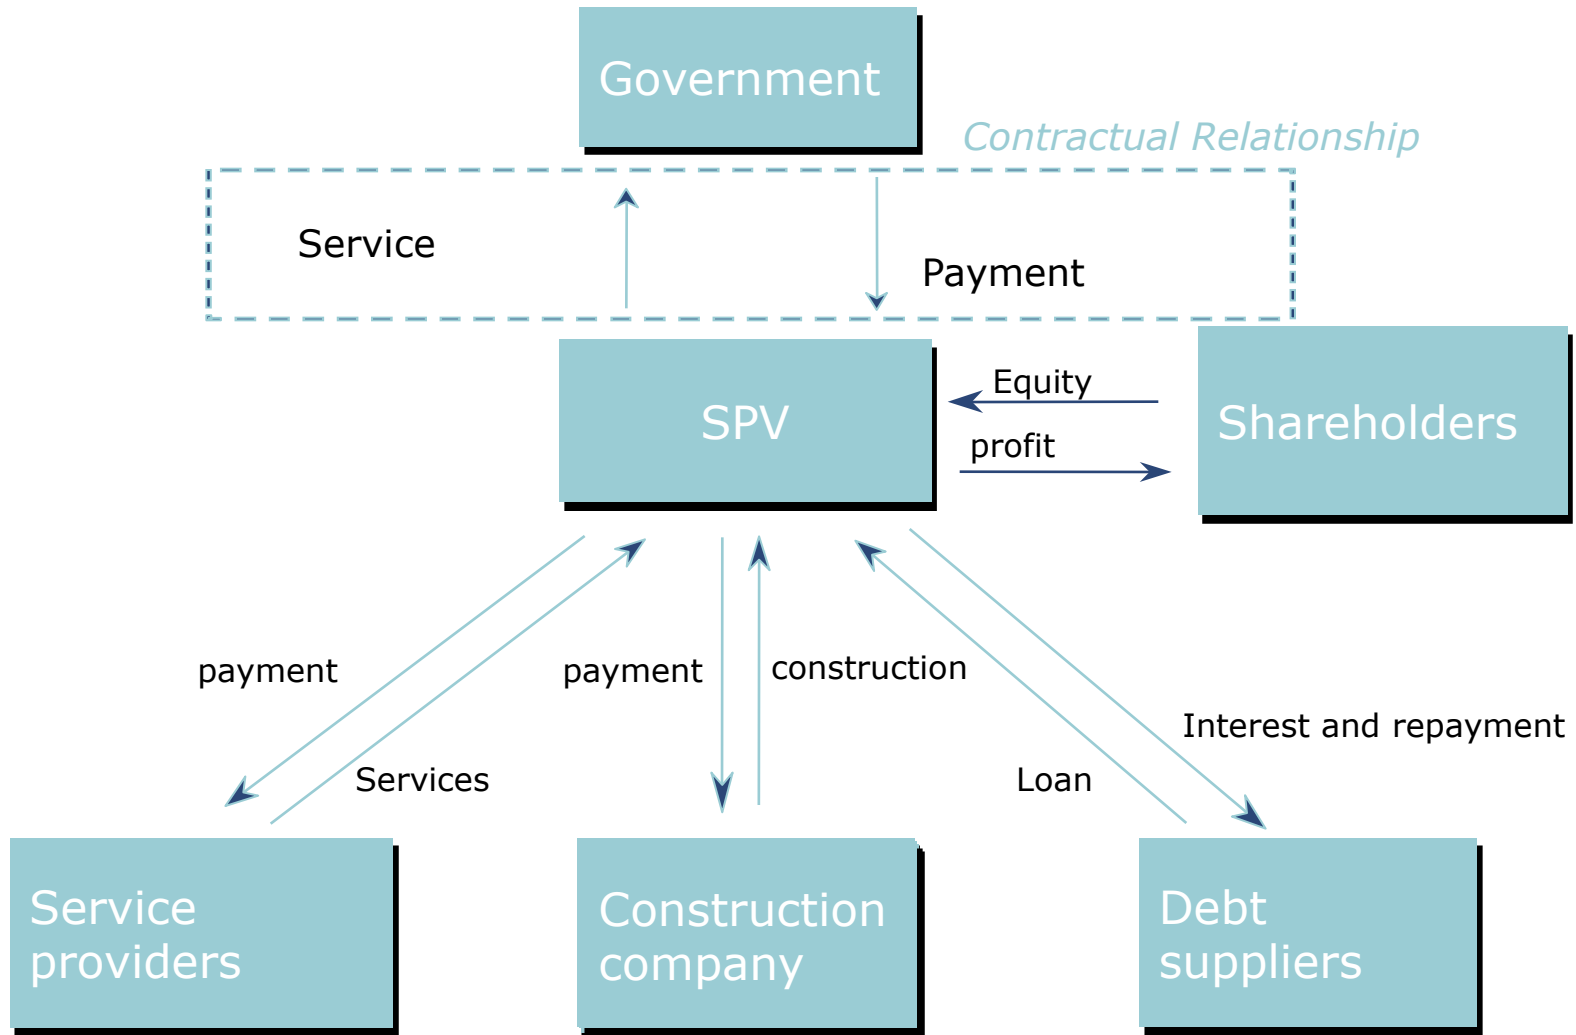 Government
Contractual Relationship
Service
Payment
Equity
SPV
Shareholders
profit
payment
payment
construction
Interest and repayment
Services
Loan
Service
providers
Construction
company
Debt
suppliers